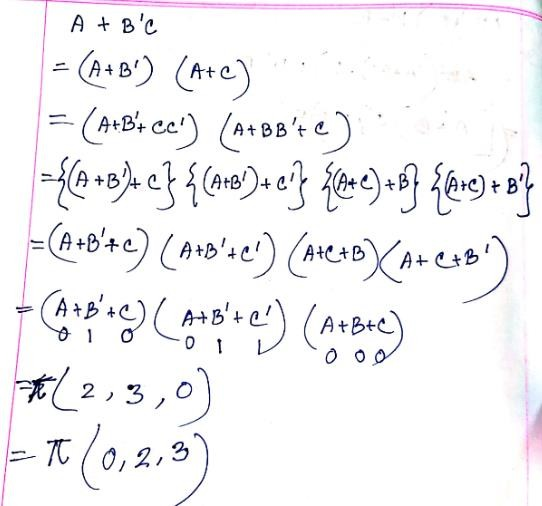 A + B'C
= (A+B') (A+C)
= (A+B'+CC') (A+BB'+C)
={(A+B')+C} {(A+B')+C'} {(A+C)+B} {(A+C)+B'}
=(A+B'+C) (A+B'+C') (A+C+B)(A+C+B')
= (A+B'+C) (A+B'+C') (A+B+C)
0 1 0 0 1 1 0 0 0
=π(2,3,0)
= π(0,2,3)